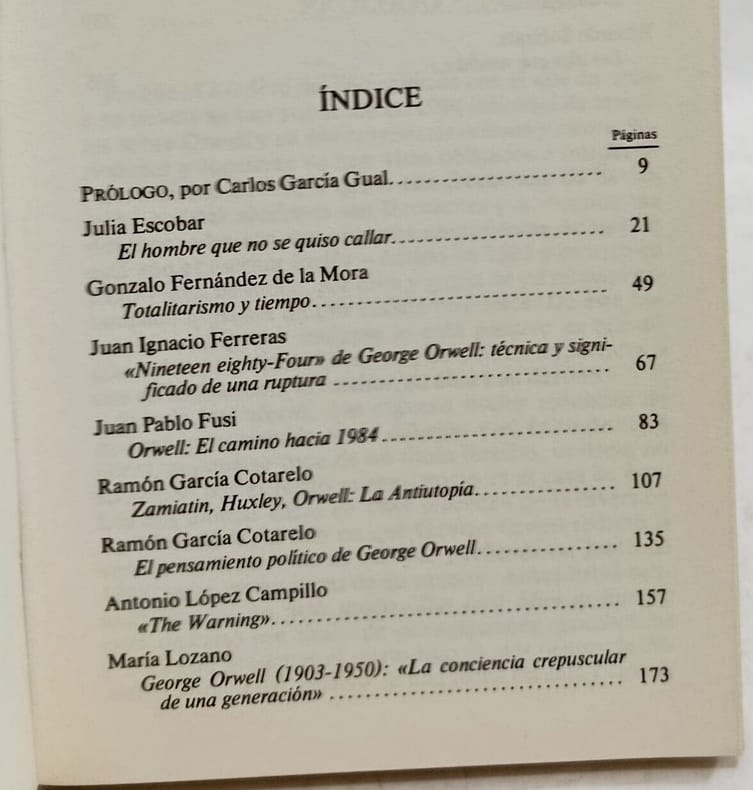 ÍNDICE
Páginas
PRÓLOGO, por Carlos García Gual. 9
Julia Escobar
El hombre que no se quiso callar. 21
Gonzalo Fernández de la Mora
Totalitarismo y tiempo. 49
Juan Ignacio Ferreras
«Nineteen eighty-Four» de George Orwell: técnica y signi-
ficado de una ruptura 67
Juan Pablo Fusi
Orwell: El camino hacia 1984 83
Ramón García Cotarelo
Zamiatin, Huxley, Orwell: La Antiutopía. 107
Ramón García Cotarelo
El pensamiento político de George Orwell. 135
Antonio López Campillo
«The Warning». 157
María Lozano
George Orwell (1903-1950): «La conciencia crepuscular
de una generación» 173